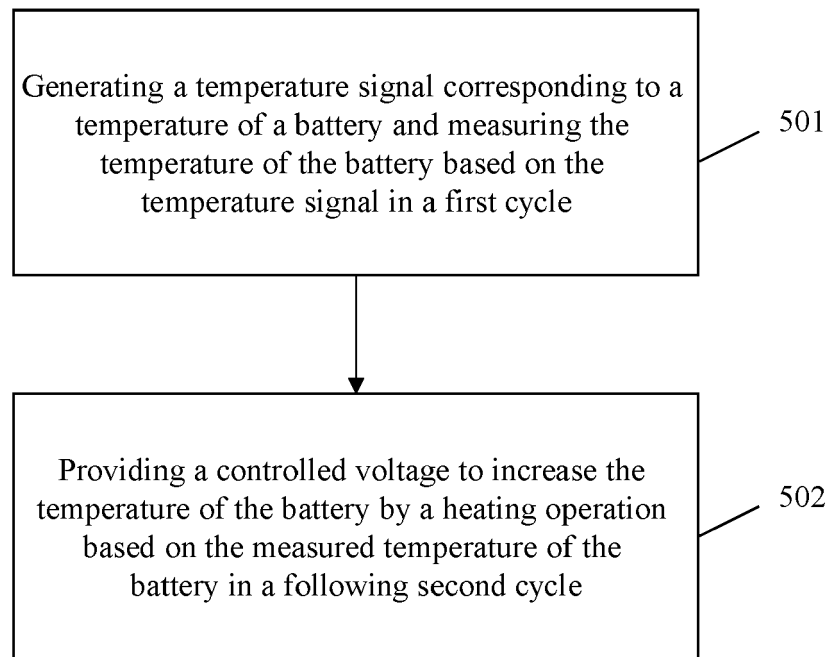 Generating a temperature signal corresponding to a
temperature of a battery and measuring the
temperature of the battery based on the
temperature signal in a first cycle
501
Providing a controlled voltage to increase the
temperature of the battery by a heating operation
based on the measured temperature of the
battery in a following second cycle
502